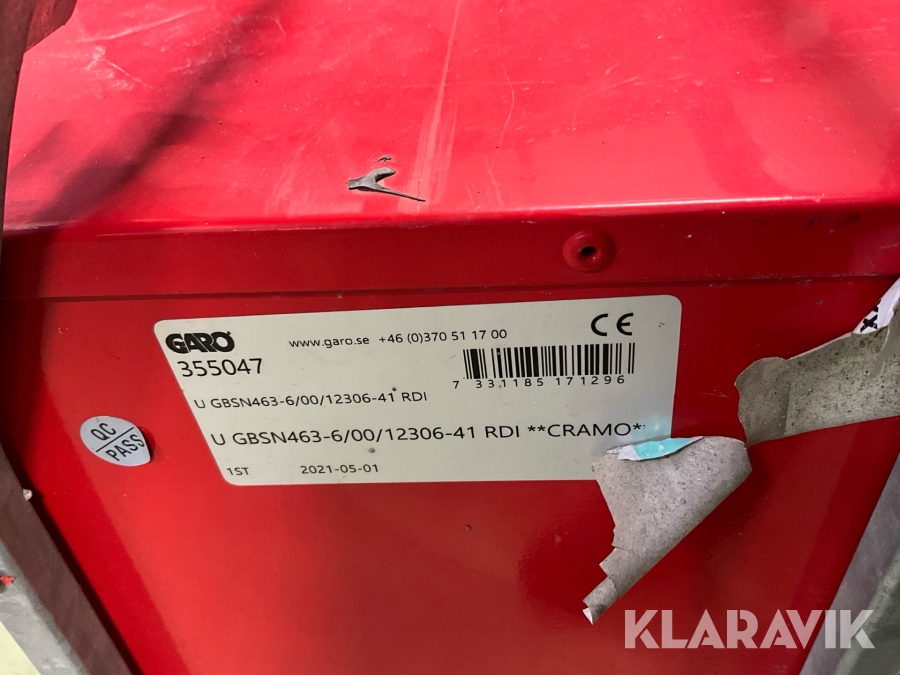 GARO
www.garo.se +46 (0)370 51 17 00
CE
355047
7 331185 171296
U GBSN463-6/00/12306-41 RDI
U GBSN463-6/00/12306-41 RDI **CRAMO*
1ST 2021-05-01
QC
PASS
KLARAVIK